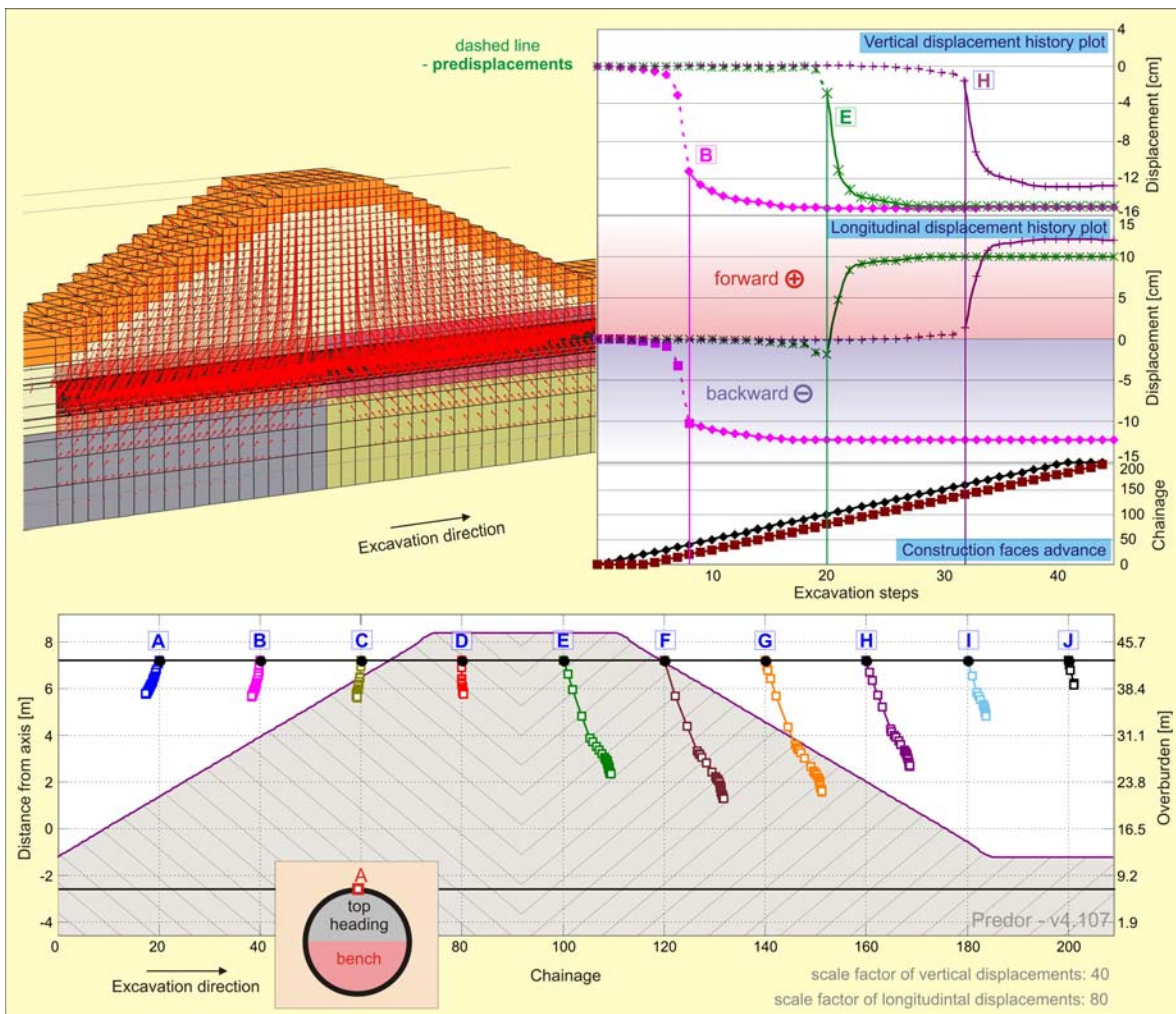 dashed line
- predisplacements
Vertical displacement history plot
B
E
H
4
0
-4
-8
-12
-16
Displacement [cm]
Longitudinal displacement history plot
forward +
backward −
15
10
5
0
-5
-10
-15
Displacement [cm]
200
150
100
50
0
Chainage
Construction faces advance
10 20 30 40
Excavation steps
Excavation direction
A B C D E F G H I J
8
6
4
2
0
-2
-4
Distance from axis [m]
45.7
38.4
31.1
23.8
16.5
9.2
1.9
Overburden [m]
A
top
heading
bench
Predor - v4.107
0 20 40 60 80 100 120 140 160 180 200
Chainage
Excavation direction
scale factor of vertical displacements: 40
scale factor of longitudintal displacements: 80